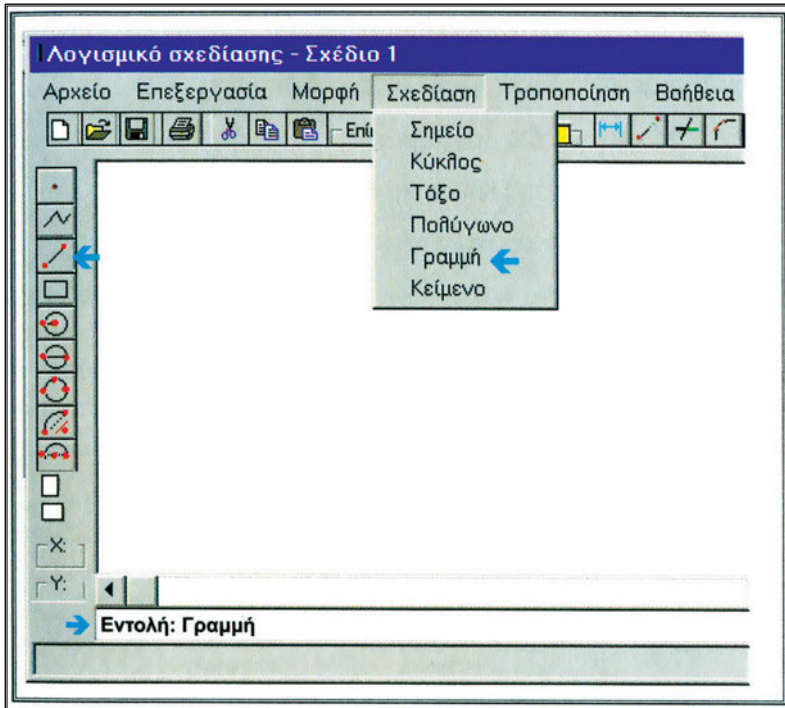 Λογισμικό σχεδίασης - Σχέδιο 1
Αρχείο Επεξεργασία Μορφή Σχεδίαση Τροποποίηση Βοήθεια
Σημείο
Κύκλος
Τόξο
Πολύγωνο
Γραμμή
Κείμενο
X:
Y:
Εντολή: Γραμμή